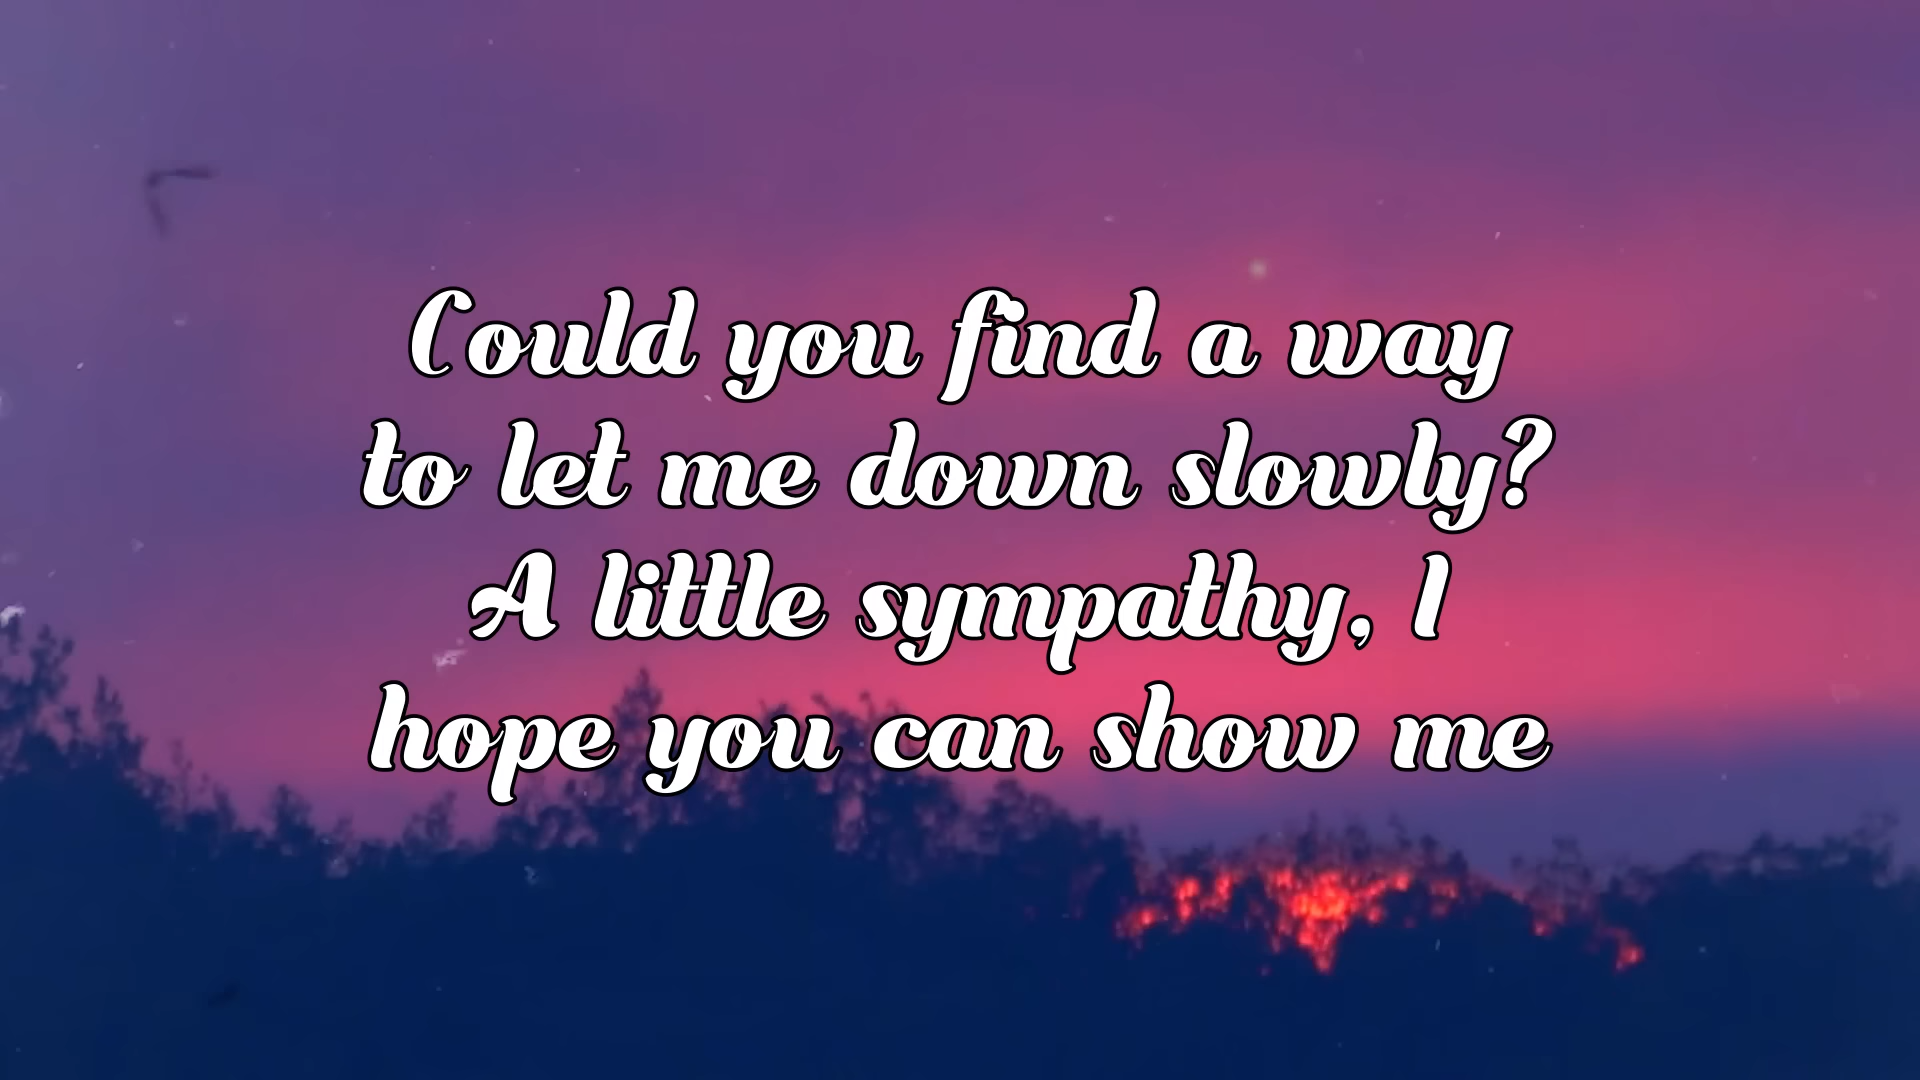 Could you find a way
to let me down slowly?
A little sympathy, I
hope you can show me